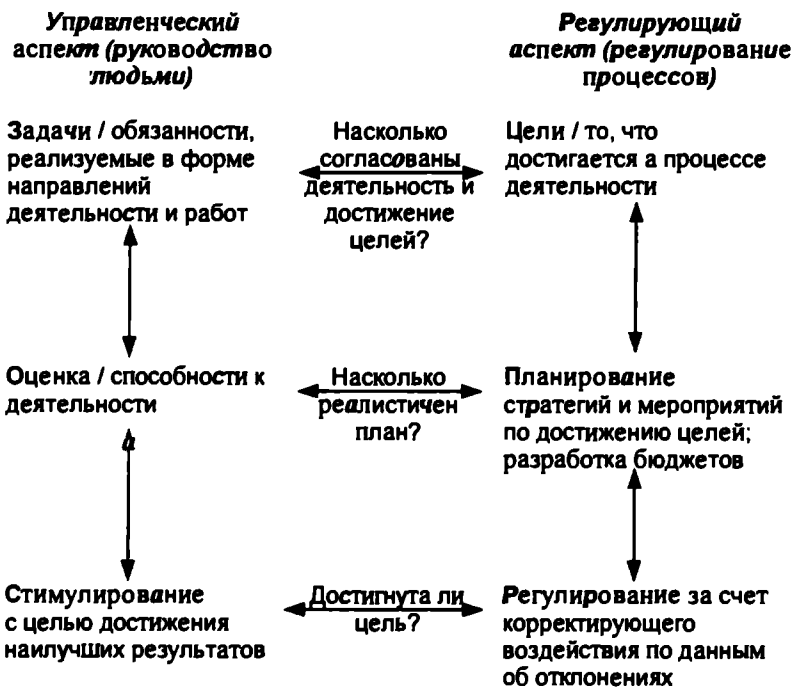 Управленческий
аспект (руководство
людьми)
Регулирующий
аспект (регулирование
процессов)
Задачи / обязанности,
реализуемые в форме
направлений
деятельности и работ
Насколько
согласованы
деятельность и
достижение
целей?
Цели / то, что
достигается а процессе
деятельности
Оценка / способности к
деятельности
Насколько
реалистичен
план?
Планирование
стратегий и мероприятий
по достижению целей;
разработка бюджетов
Стимулирование
с целью достижения
наилучших результатов
Достигнута ли
цель?
Регулирование за счет
корректирующего
воздействия по данным
об отклонениях